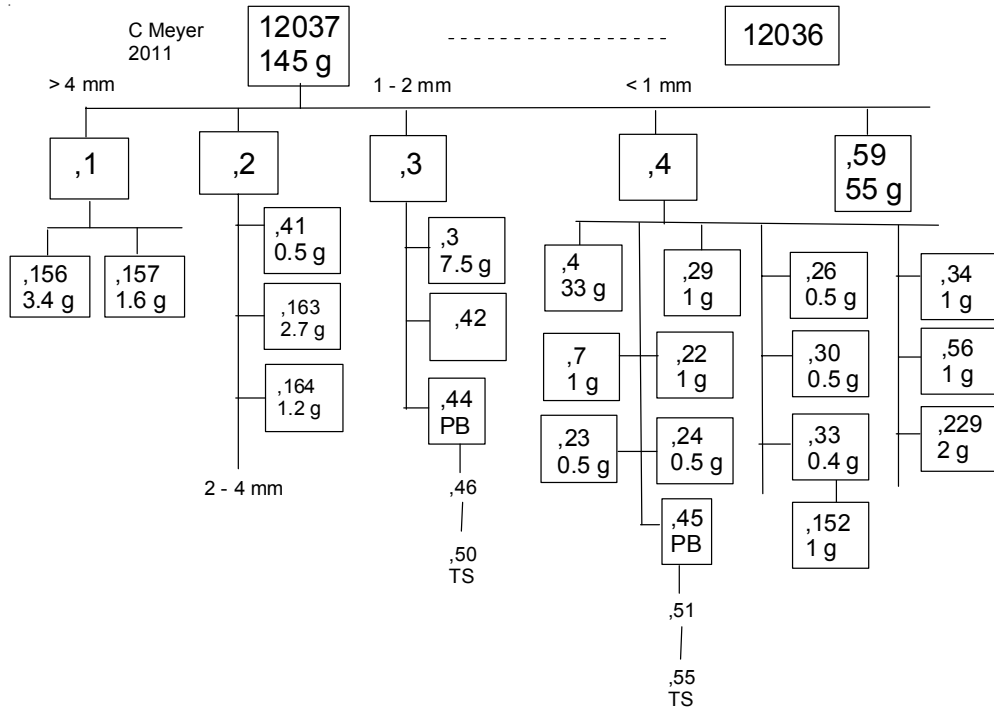 C Meyer
2011
12037
145 g
12036
> 4 mm
1 - 2 mm
< 1 mm
,1
,2
,3
,4
,59
55 g
,156
3.4 g
,157
1.6 g
,41
0.5 g
,163
2.7 g
,164
1.2 g
2 - 4 mm
,3
7.5 g
,42
,44
PB
,46
,50
TS
,4
33 g
,29
1 g
,7
1 g
,22
1 g
,23
0.5 g
,24
0.5 g
,45
PB
,51
,55
TS
,26
0.5 g
,30
0.5 g
,33
0.4 g
,152
1 g
,34
1 g
,56
1 g
,229
2 g